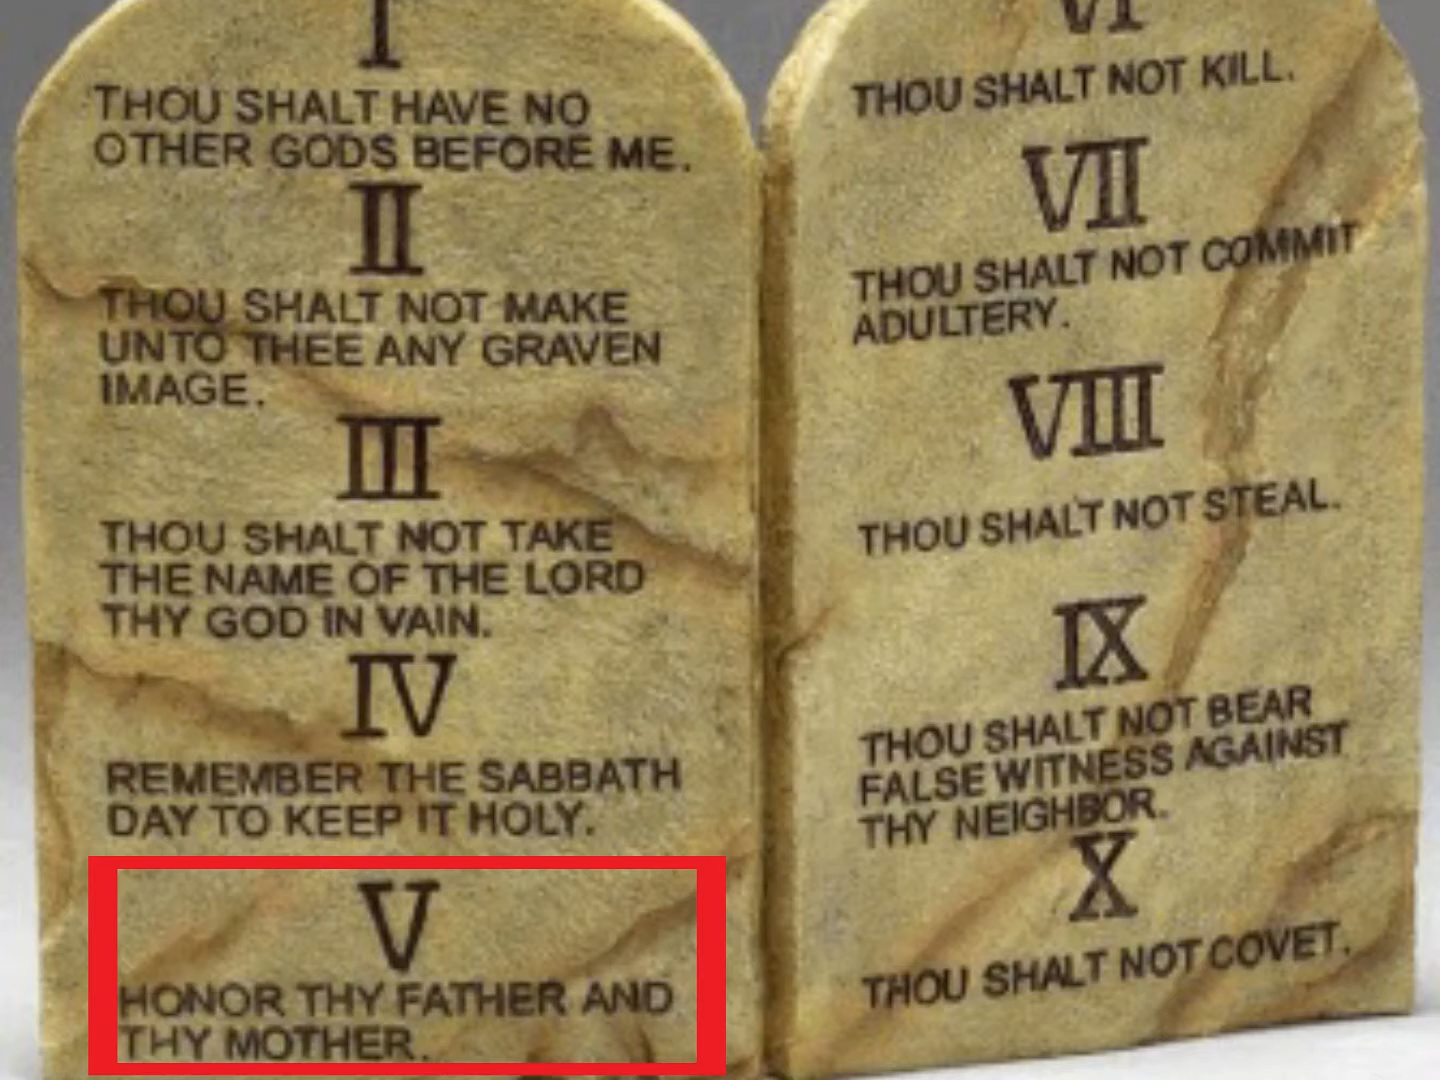 I
THOU SHALT HAVE NO
OTHER GODS BEFORE ME.
II
THOU SHALT NOT MAKE
UNTO THEE ANY GRAVEN
IMAGE.
III
THOU SHALT NOT TAKE
THE NAME OF THE LORD
THY GOD IN VAIN.
IV
REMEMBER THE SABBATH
DAY TO KEEP IT HOLY.
V
HONOR THY FATHER AND
THY MOTHER.
VI
THOU SHALT NOT KILL.
VII
THOU SHALT NOT COMMIT
ADULTERY.
VIII
THOU SHALT NOT STEAL.
IX
THOU SHALT NOT BEAR
FALSE WITNESS AGAINST
THY NEIGHBOR.
X
THOU SHALT NOT COVET.